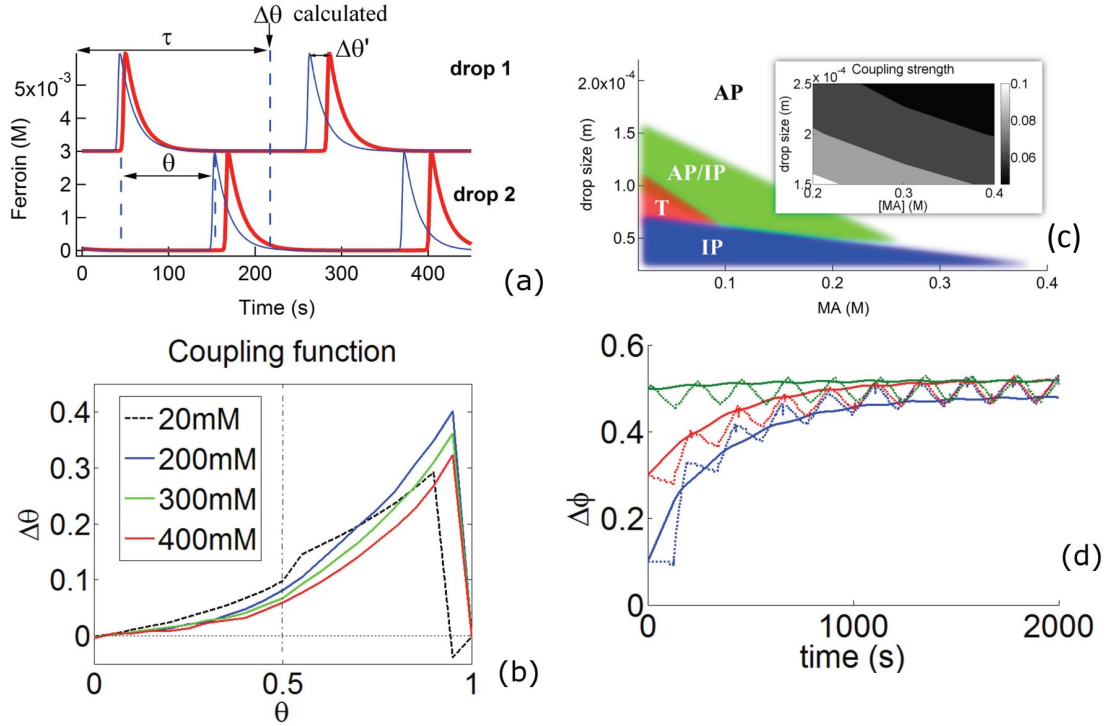 Δθ calculated
τ
Δθ'
drop 1
5x10⁻³
Ferroin (M)
4
3
θ
drop 2
2
1
0
0 100 200 300 400
Time (s)
(a)
Coupling strength
2.5 x 10⁻⁴
2
1.5
drop size (m)
0.2 0.3 0.4
[MA] (M)
0.1
0.08
0.06
2.0x10⁻⁴
1.5
1.0
0.5
drop size (m)
AP
AP/IP
T
IP
0.1 0.2 0.3 0.4
MA (M)
(c)
Coupling function
20mM
200mM
300mM
400mM
0.4
0.3
0.2
0.1
0
Δθ
0 0.5 1
θ
(b)
0.6
0.4
0.2
0
Δϕ
0 1000 2000
time (s)
(d)